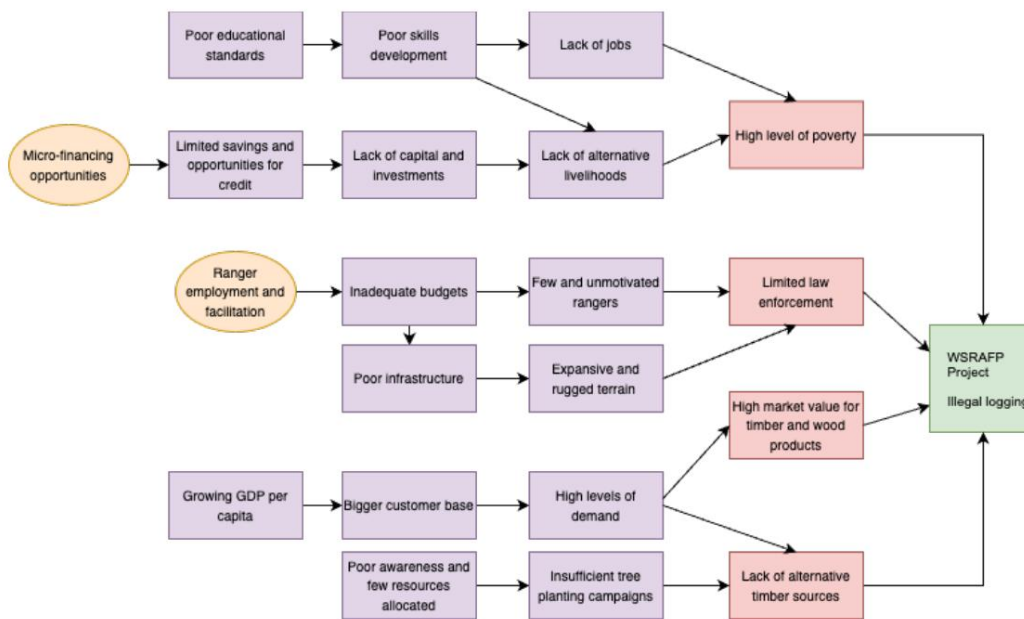 Poor educational
standards
Poor skills
development
Lack of jobs
High level of poverty
Micro-financing
opportunities
Limited savings and
opportunities for
credit
Lack of capital and
investments
Lack of alternative
livelihoods
Ranger
employment and
facilitation
Inadequate budgets
Few and unmotivated
rangers
Limited law
enforcement
Poor infrastructure
Expansive and
rugged terrain
WSRAFP
Project
Illegal logging
High market value for
timber and wood
products
Growing GDP per
capita
Bigger customer base
High levels of
demand
Poor awareness and
few resources
allocated
Insufficient tree
planting campaigns
Lack of alternative
timber sources